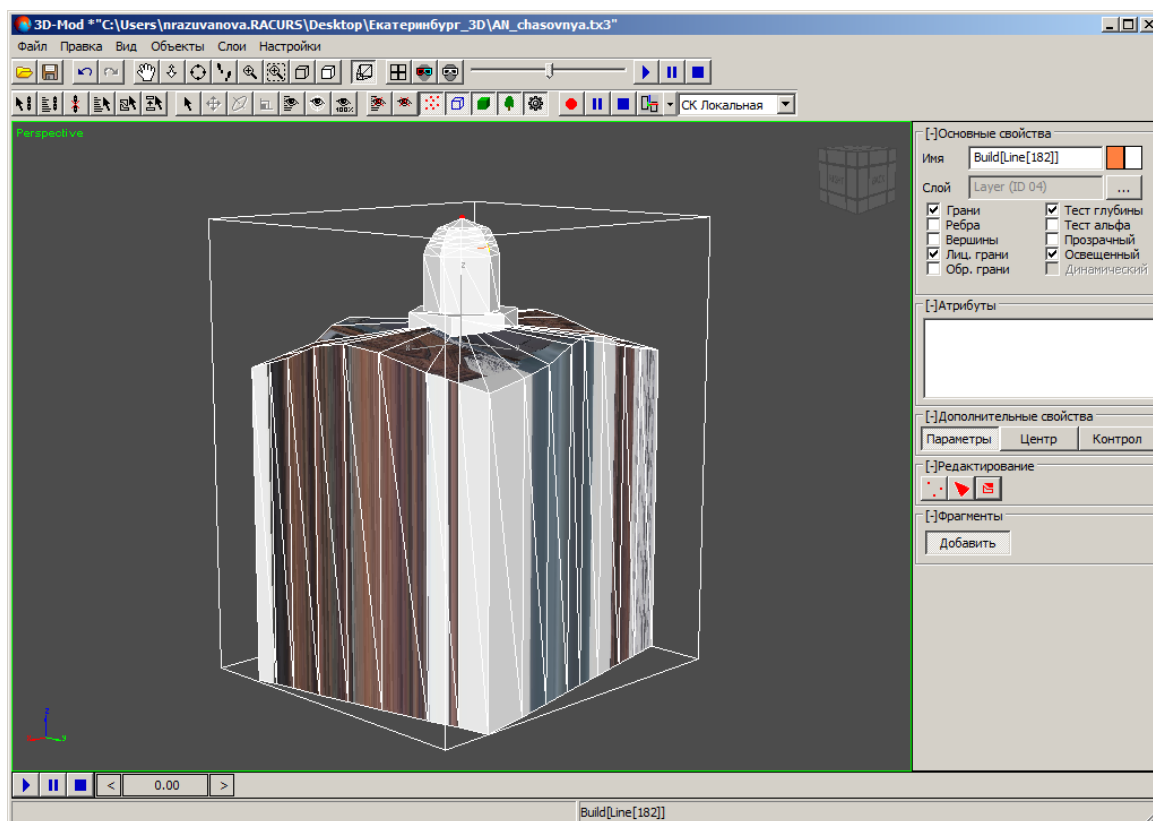 3D-Mod *"C:\Users\nrazuvanova.RACURS\Desktop\Екатеринбург_3D\AN_chasovnya.tx3"
Файл Правка Вид Объекты Слои Настройки
100%
СК Локальная
Perspective
[-]Основные свойства
Имя Build[Line[182]]
Слой Layer (ID 04) ...
Грани Тест глубины
Ребра Тест альфа
Вершины Прозрачный
Лиц. грани Освещенный
Обр. грани Динамический
[-]Атрибуты
[-]Дополнительные свойства
Параметры Центр Контрол
[-]Редактирование
[-]Фрагменты
Добавить
z
z
< 0.00 >
Build[Line[182]]